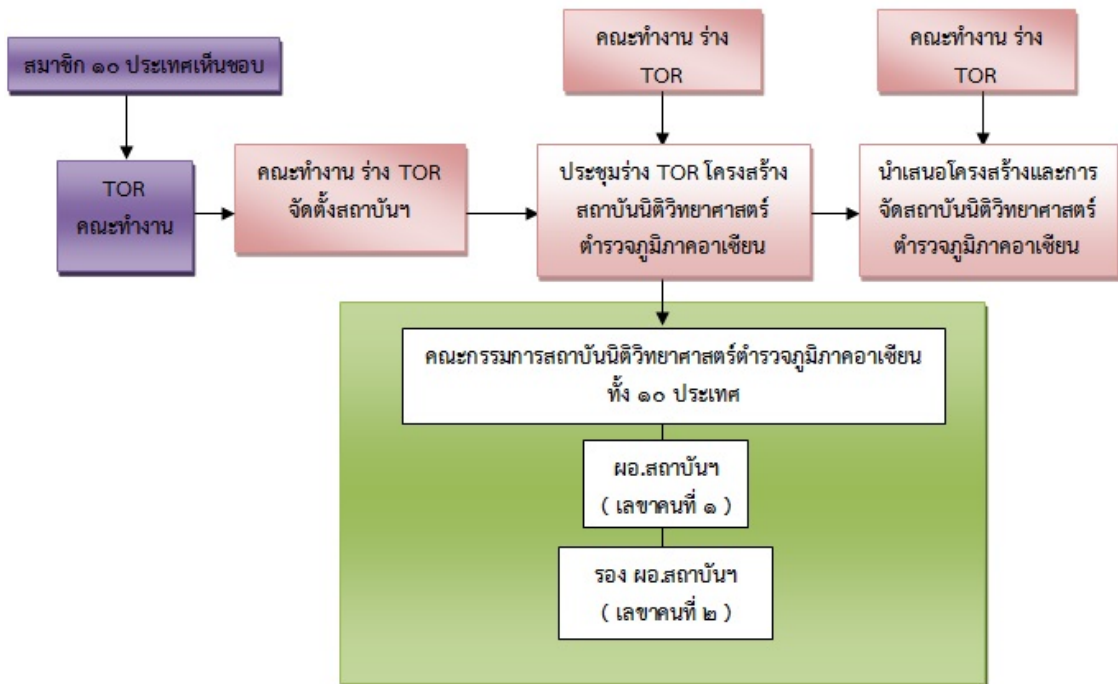 สมาชิก ๑๐ ประเทศเห็นชอบ
TOR
คณะทำงาน
คณะทำงาน ร่าง TOR
จัดตั้งสถาบันฯ
คณะทำงาน ร่าง
TOR
ประชุมร่าง TOR โครงสร้าง
สถาบันนิติวิทยาศาสตร์
ตำรวจภูมิภาคอาเซียน
คณะทำงาน ร่าง
TOR
นำเสนอโครงสร้างและการ
จัดสถาบันนิติวิทยาศาสตร์
ตำรวจภูมิภาคอาเซียน
คณะกรรมการสถาบันนิติวิทยาศาสตร์ตำรวจภูมิภาคอาเซียน
ทั้ง ๑๐ ประเทศ
ผอ.สถาบันฯ
( เลขาคนที่ ๑ )
รอง ผอ.สถาบันฯ
( เลขาคนที่ ๒ )